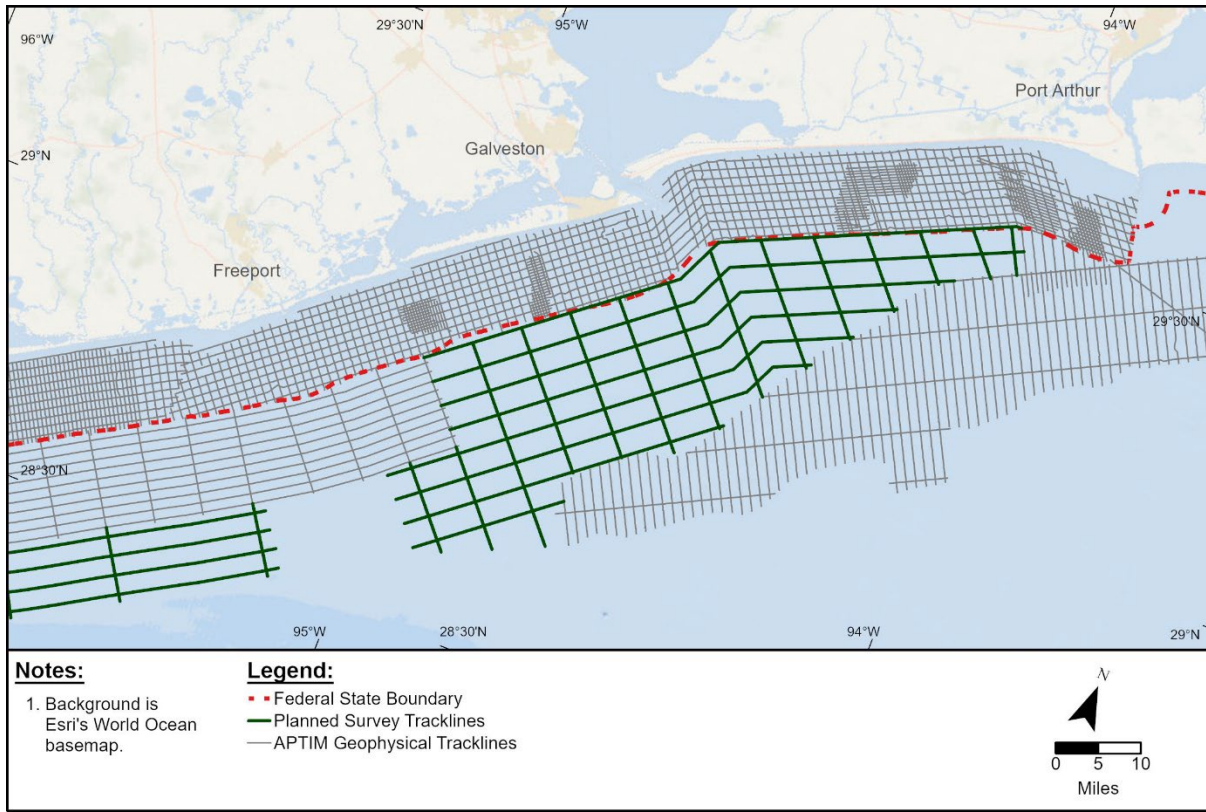 96°W
29°30'N
95°W
94°W
Port Arthur
Galveston
29°N
Freeport
29°30'N
28°30'N
95°W
28°30'N
94°W
29°N
Notes:
1. Background is
Esri's World Ocean
basemap.
Legend:
Federal State Boundary
Planned Survey Tracklines
APTIM Geophysical Tracklines
N
0 5 10
Miles